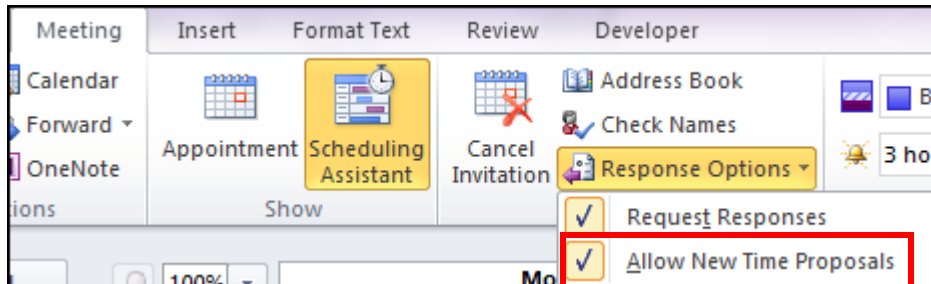 Meeting Insert Format Text Review Developer
Calendar
Forward
OneNote
Appointment
Scheduling
Assistant
Show
Cancel
Invitation
Address Book
Check Names
Response Options
3 ho
Request Responses
Allow New Time Proposals
100%
Mo